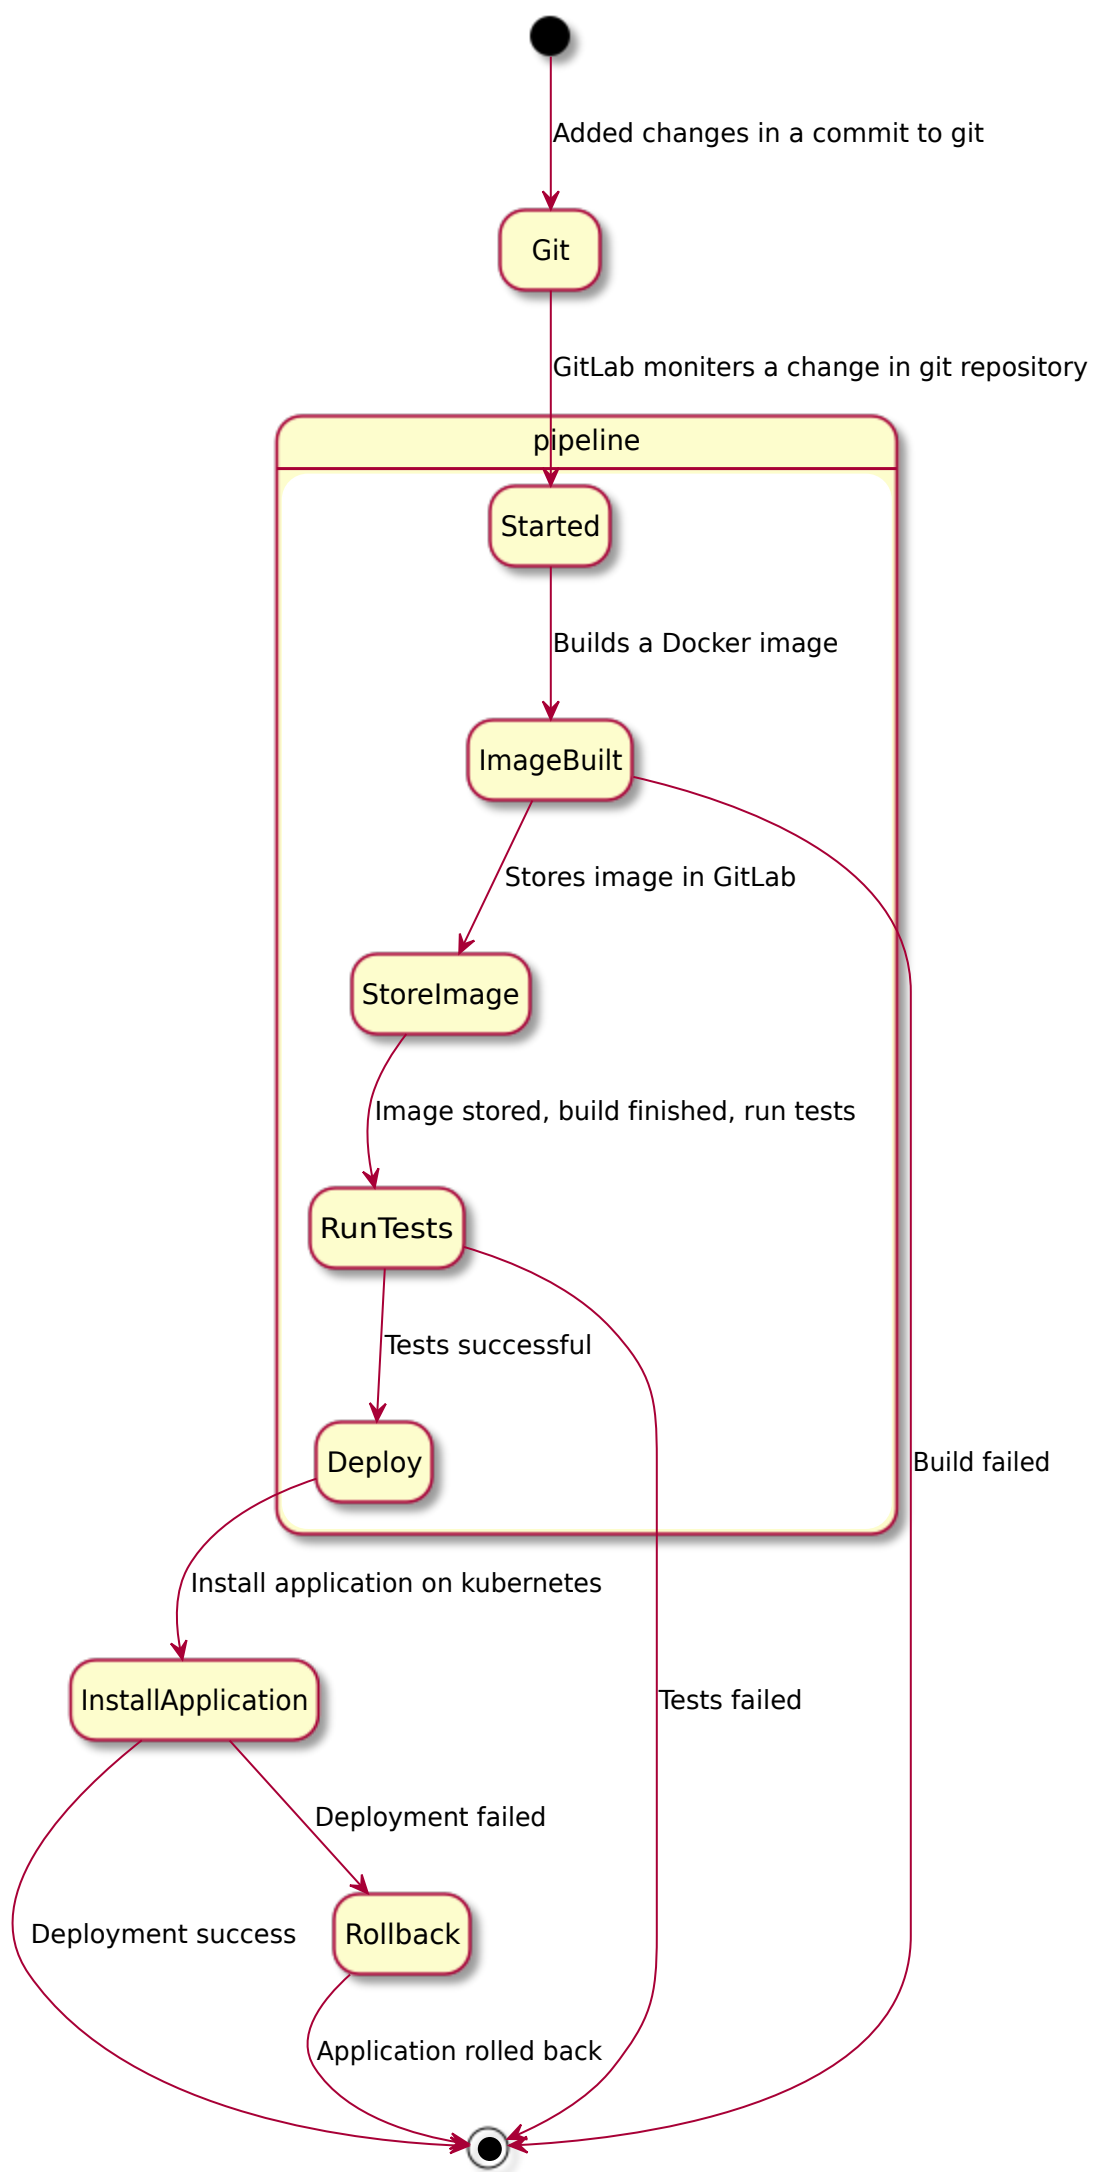 Added changes in a commit to git
Git
GitLab moniters a change in git repository
pipeline
Started
Builds a Docker image
ImageBuilt
Stores image in GitLab
StoreImage
Image stored, build finished, run tests
RunTests
Tests successful
Deploy
Build failed
Install application on kubernetes
InstallApplication
Tests failed
Deployment failed
Deployment success
Rollback
Application rolled back